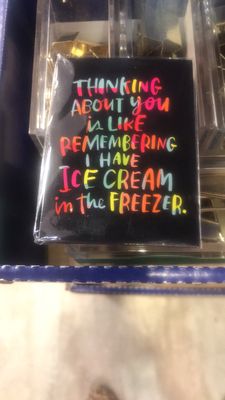 THINKING
ABOUT YOU
is LIKE
REMEMBERING
I HAVE
ICE CREAM
in the FREEZER.